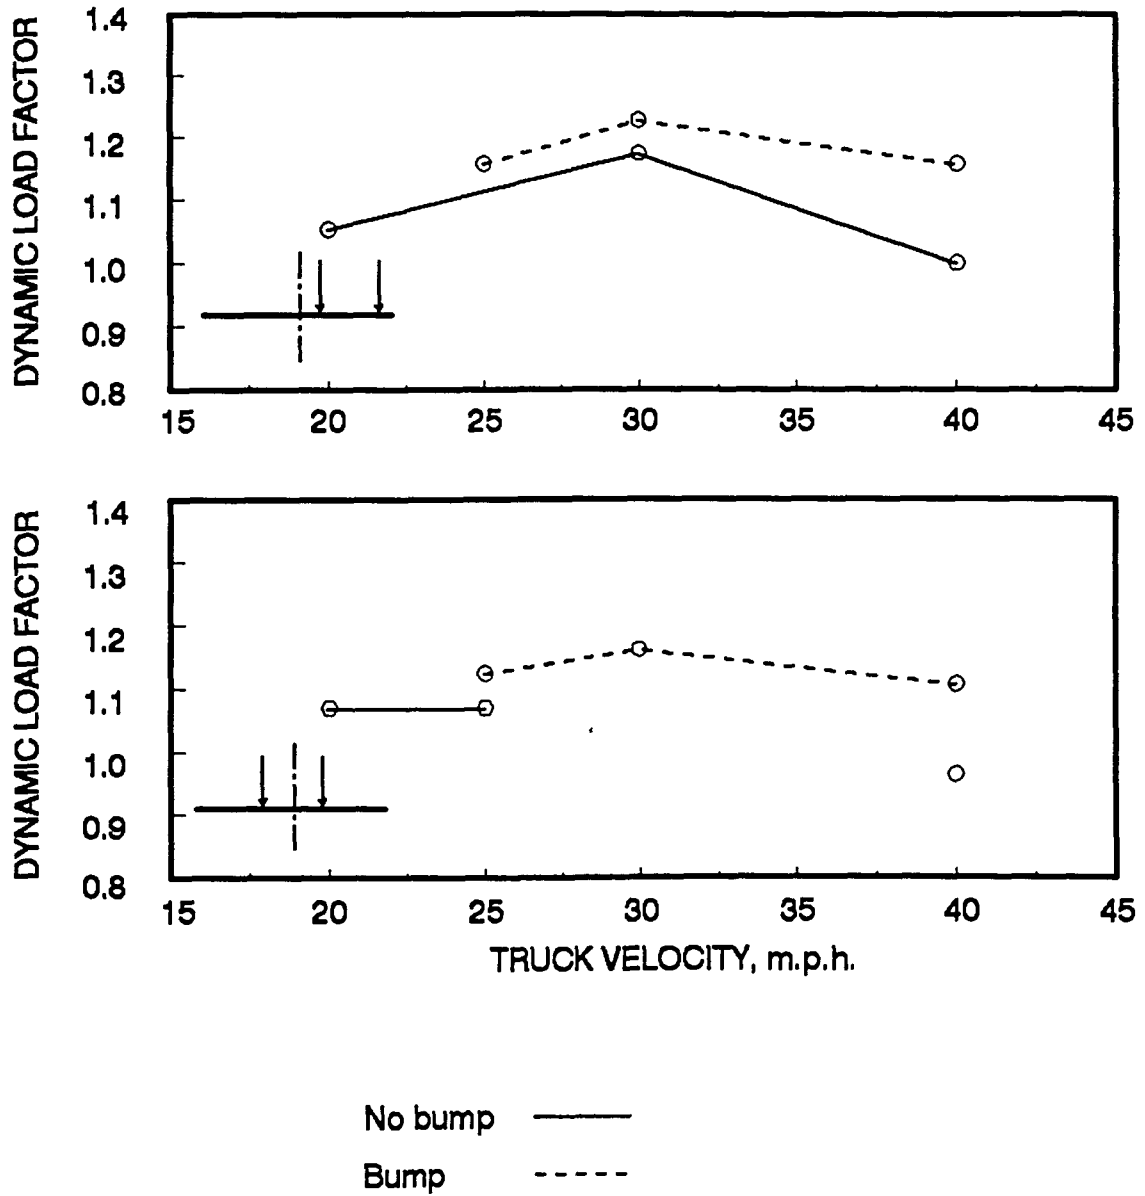 DYNAMIC LOAD FACTOR
1.4
1.3
1.2
1.1
1.0
0.9
0.8
15 20 25 30 35 40 45
DYNAMIC LOAD FACTOR
1.4
1.3
1.2
1.1
1.0
0.9
0.8
15 20 25 30 35 40 45
TRUCK VELOCITY, m.p.h.
No bump
Bump